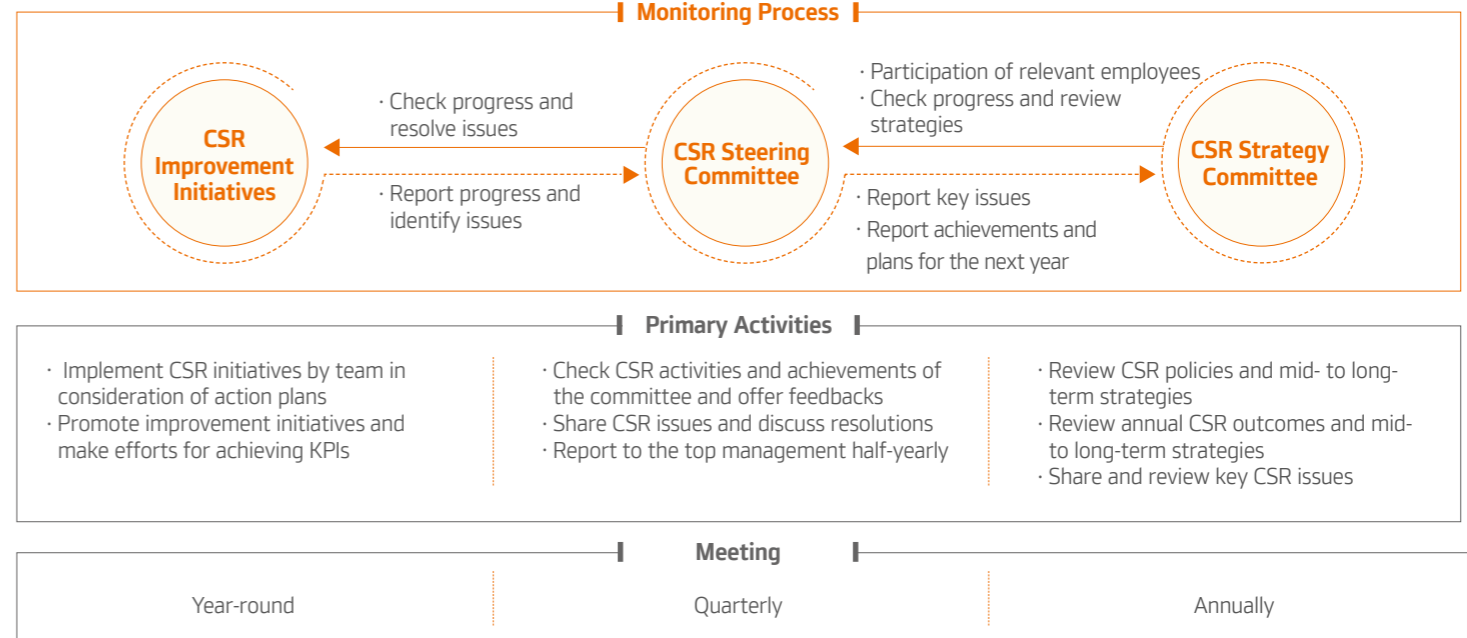 Monitoring Process
CSR
Improvement
Initiatives
· Check progress and
resolve issues
· Report progress and
identify issues
CSR Steering
Committee
· Participation of relevant employees
· Check progress and review
strategies
· Report key issues
· Report achievements and
plans for the next year
CSR Strategy
Committee
Primary Activities
· Implement CSR initiatives by team in
consideration of action plans
· Promote improvement initiatives and
make efforts for achieving KPIs
· Check CSR activities and achievements of
the committee and offer feedbacks
· Share CSR issues and discuss resolutions
· Report to the top management half-yearly
· Review CSR policies and mid- to long-
term strategies
· Review annual CSR outcomes and mid-
to long-term strategies
· Share and review key CSR issues
Meeting
Year-round
Quarterly
Annually